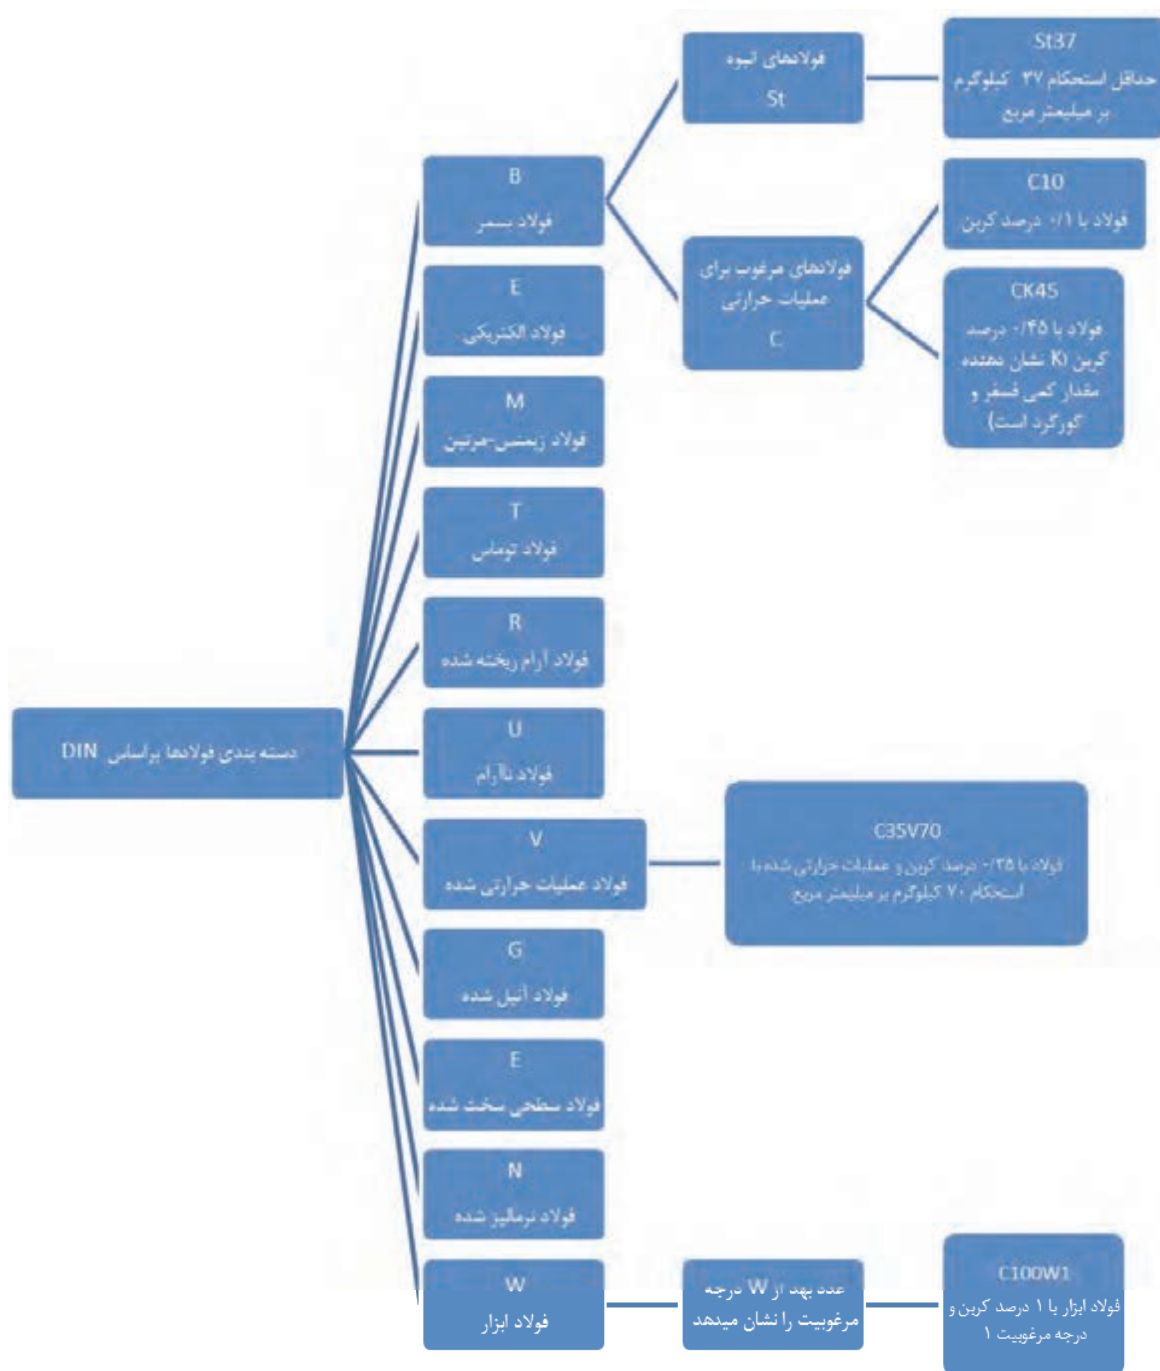 دسته بندی فولادها براساس DIN
B
فولاد بسمر
فولادهای انبوه
St
St37
حداقل استحکام ۳۷ کیلوگرم
بر میلیمتر مربع
فولادهای مرغوب برای
عملیات حرارتی
C
C10
فولاد با ۰/۱ درصد کربن
CK45
فولاد با ۰/۴۵ درصد
کربن (K نشان دهنده
مقدار کمی فسفر و
گورگرد است)
E
فولاد الکتریکی
M
فولاد زیمنس-مرتین
T
فولاد توماس
R
فولاد آرام ریخته شده
U
فولاد ناآرام
V
فولاد عملیات حرارتی شده
C35V70
فولاد با ۰/۳۵ درصد کربن و عملیات حرارتی شده با
استحکام ۷۰ کیلوگرم بر میلیمتر مربع
G
فولاد آنیل شده
E
فولاد سطحی سخت شده
N
فولاد نرمالیز شده
W
فولاد ابزار
عدد بهد از W درجه
مرغوبیت را نشان میدهد
C100W1
فولاد ابزار با ۱ درصد کربن و
درجه مرغوبیت ۱